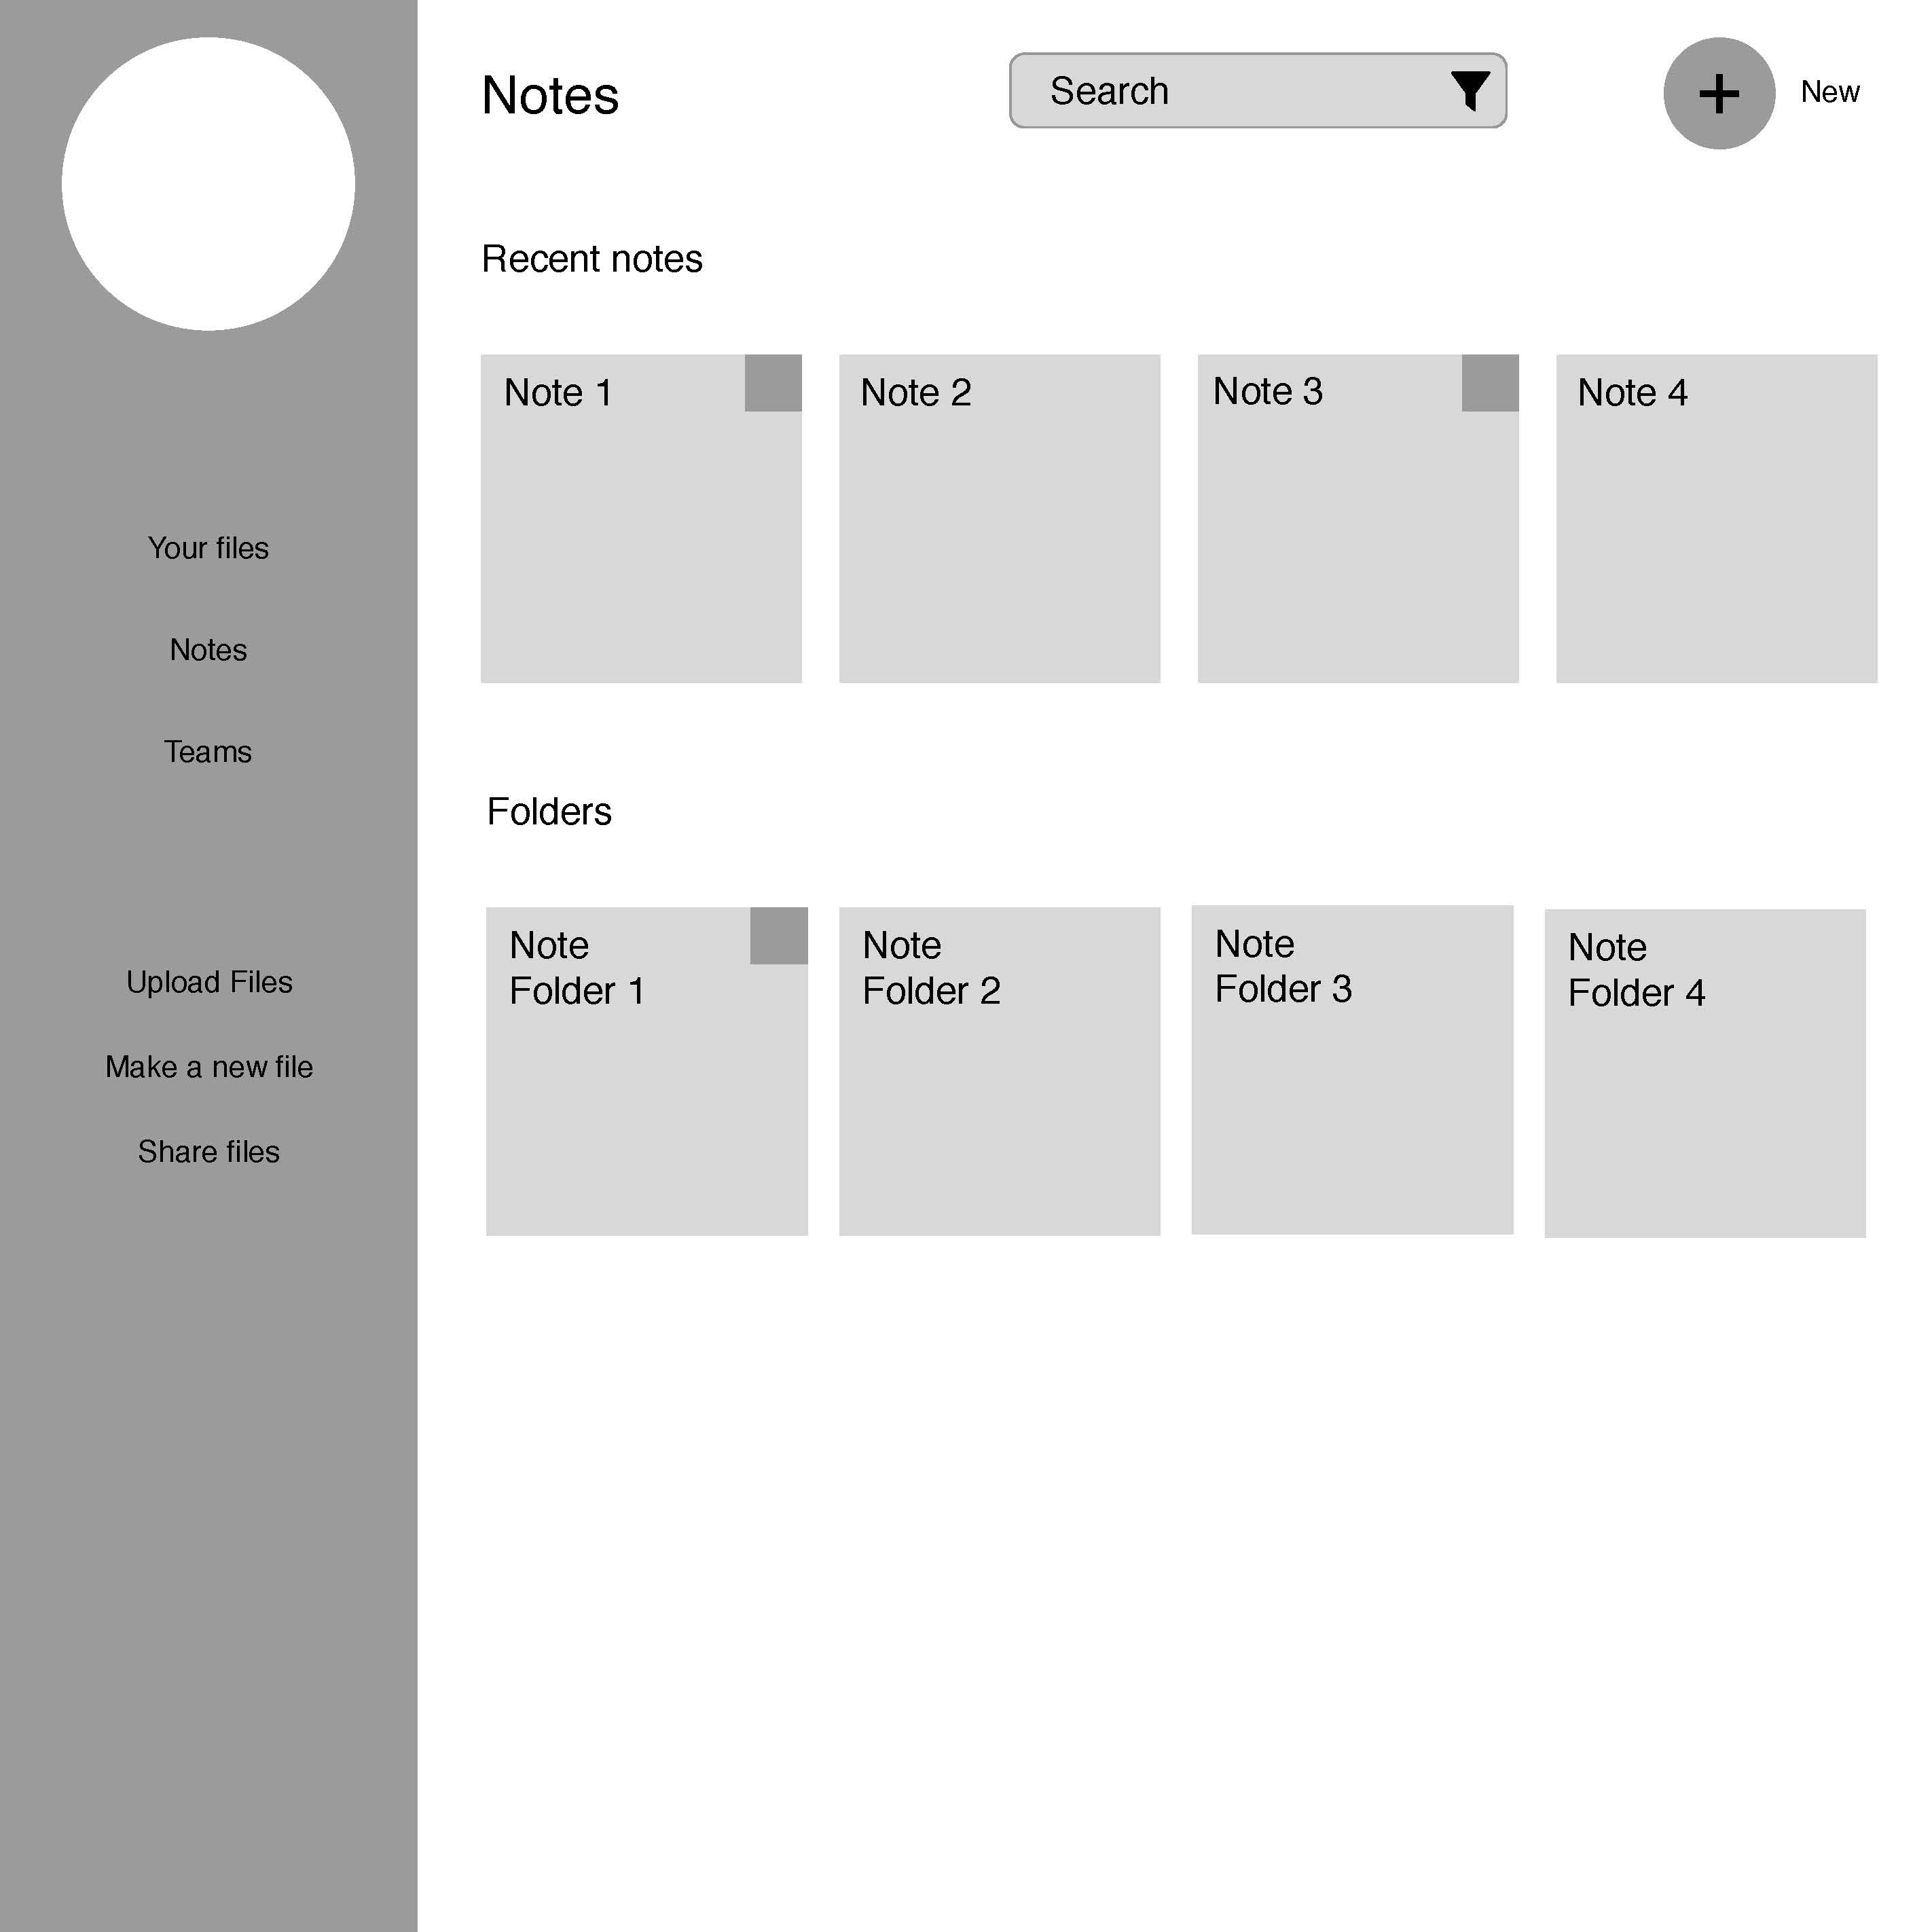 Notes
Search
New
Your files
Notes
Teams
Upload Files
Make a new file
Share files
Recent notes
Note 1
Note 2
Note 3
Note 4
Folders
Note
Folder 1
Note
Folder 2
Note
Folder 3
Note
Folder 4